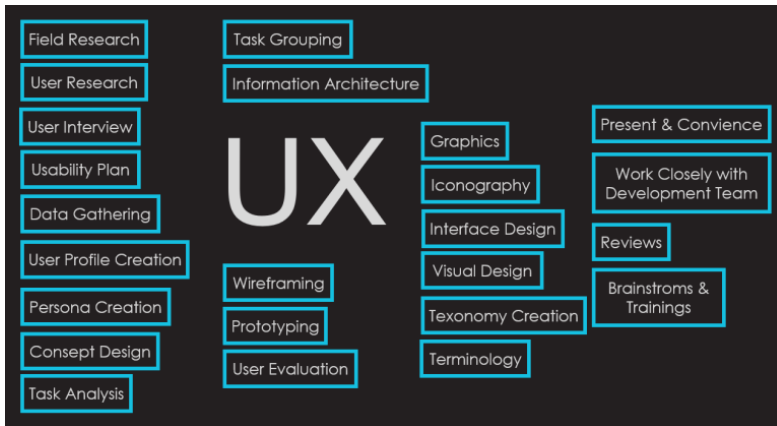 Field Research
User Research
User Interview
Usability Plan
Data Gathering
User Profile Creation
Persona Creation
Consept Design
Task Analysis
Task Grouping
Information Architecture
UX
Wireframing
Prototyping
User Evaluation
Graphics
Iconography
Interface Design
Visual Design
Texonomy Creation
Terminology
Present & Convience
Work Closely with
Development Team
Reviews
Brainstroms &
Trainings